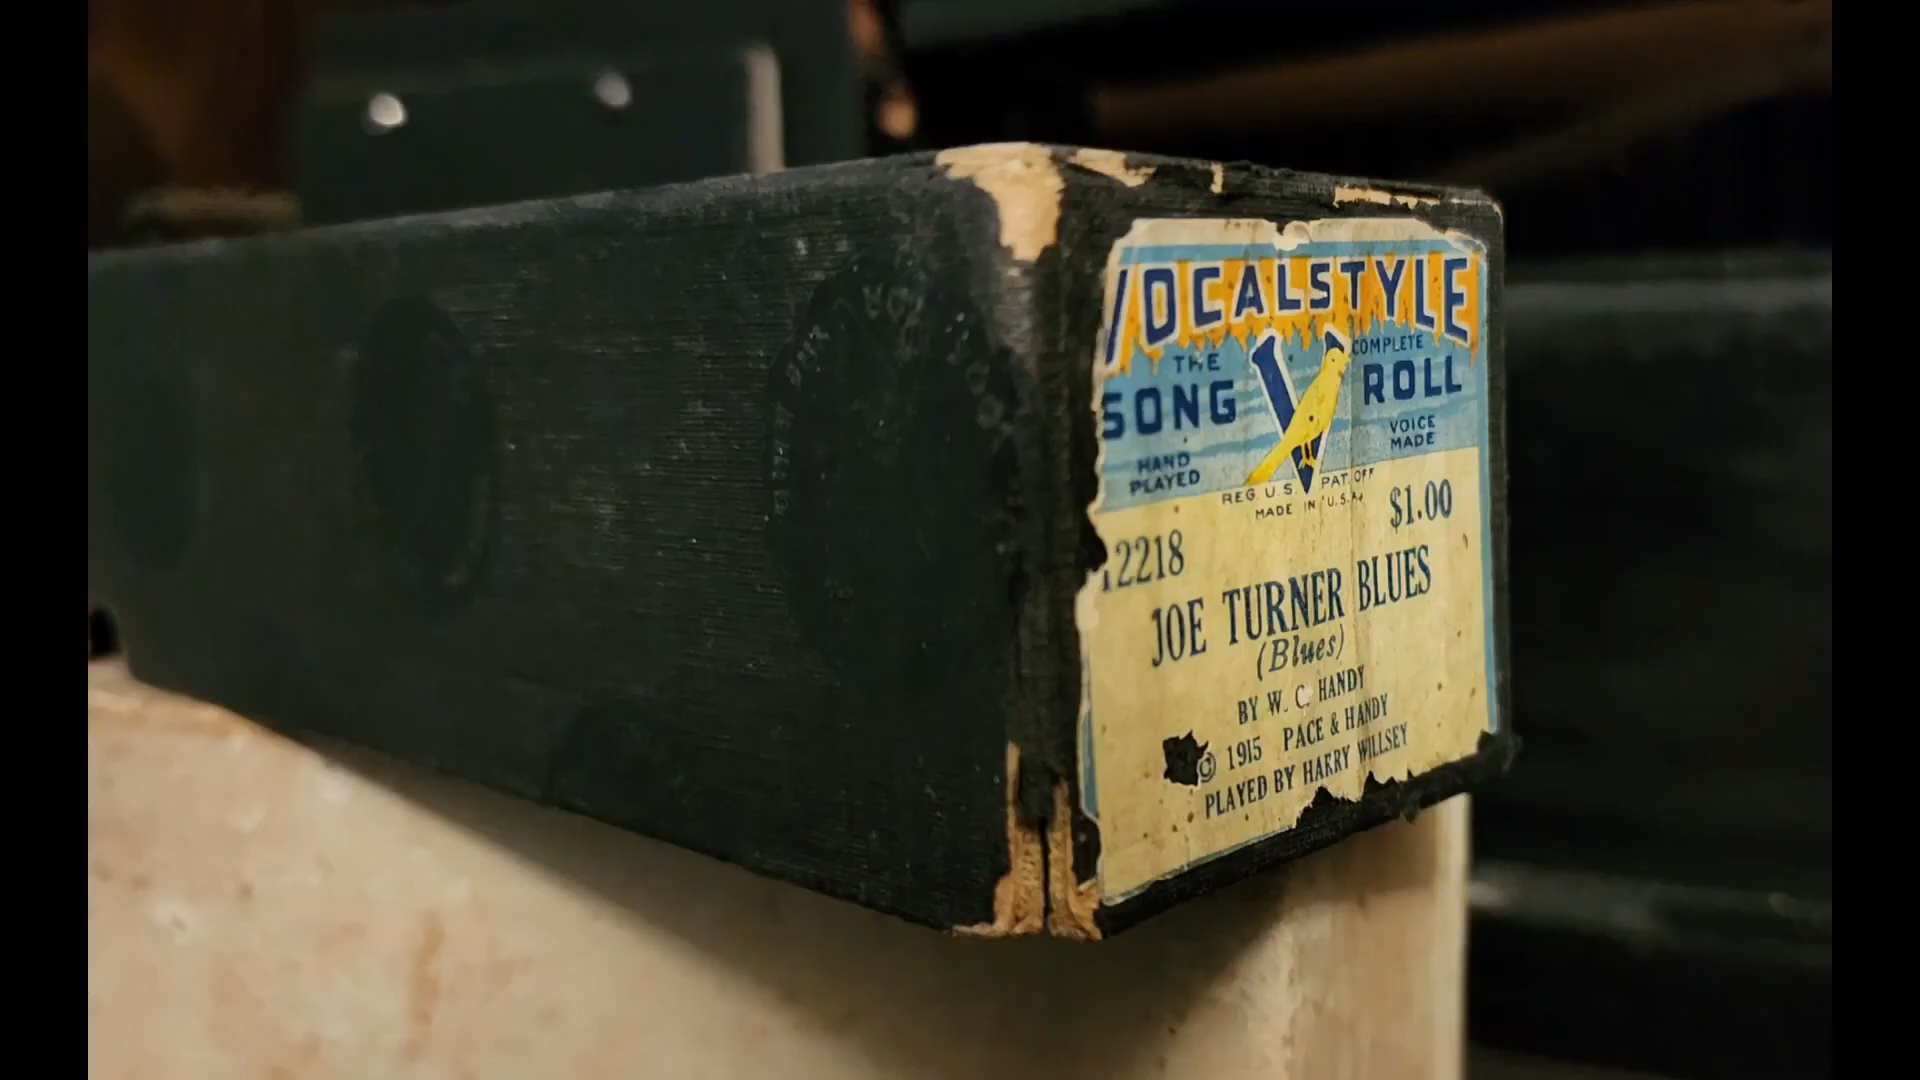 VOCALSTYLE
THE COMPLETE
SONG V ROLL
HAND PLAYED
VOICE MADE
REG. U.S. PAT. OFF
MADE IN U.S.A.
12218 $1.00
JOE TURNER BLUES
(Blues)
BY W. C. HANDY
© 1915 PACE & HANDY
PLAYED BY HARRY WILLSEY